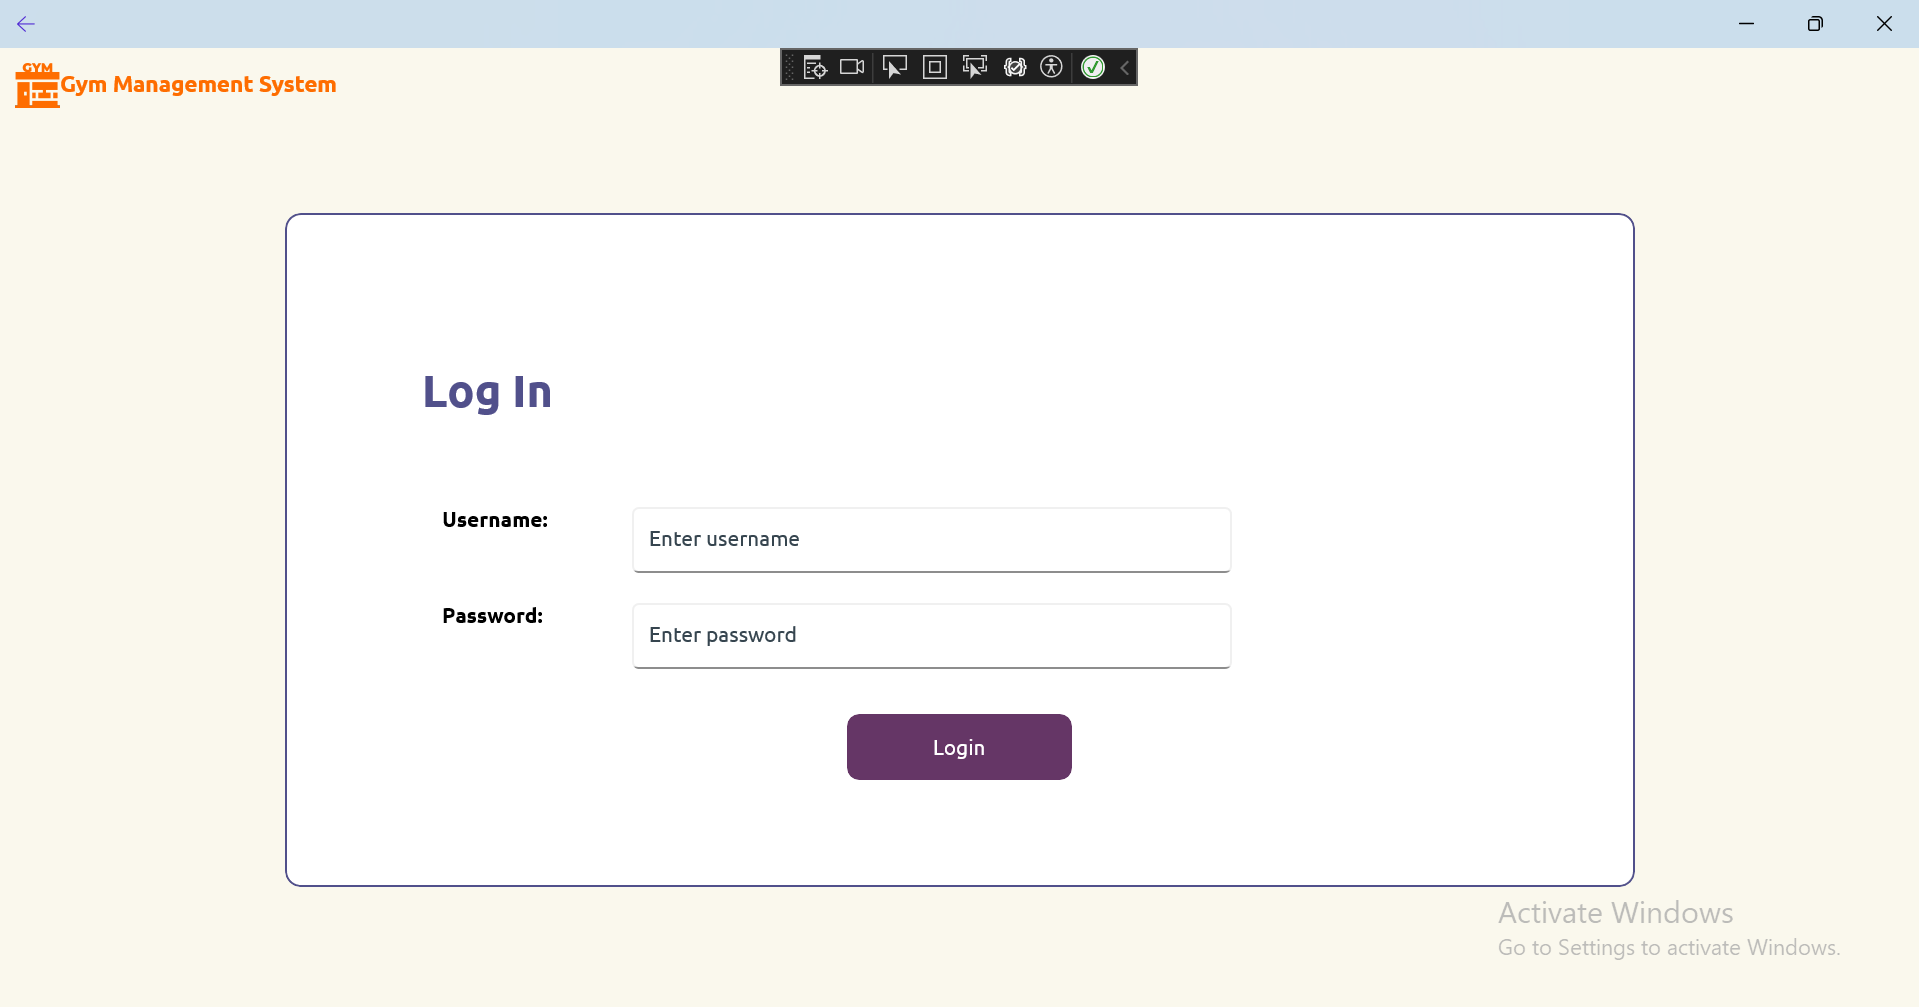 GYM
Gym Management System
Log In
Username:
Enter username
Password:
Enter password
Login
Activate Windows
Go to Settings to activate Windows.